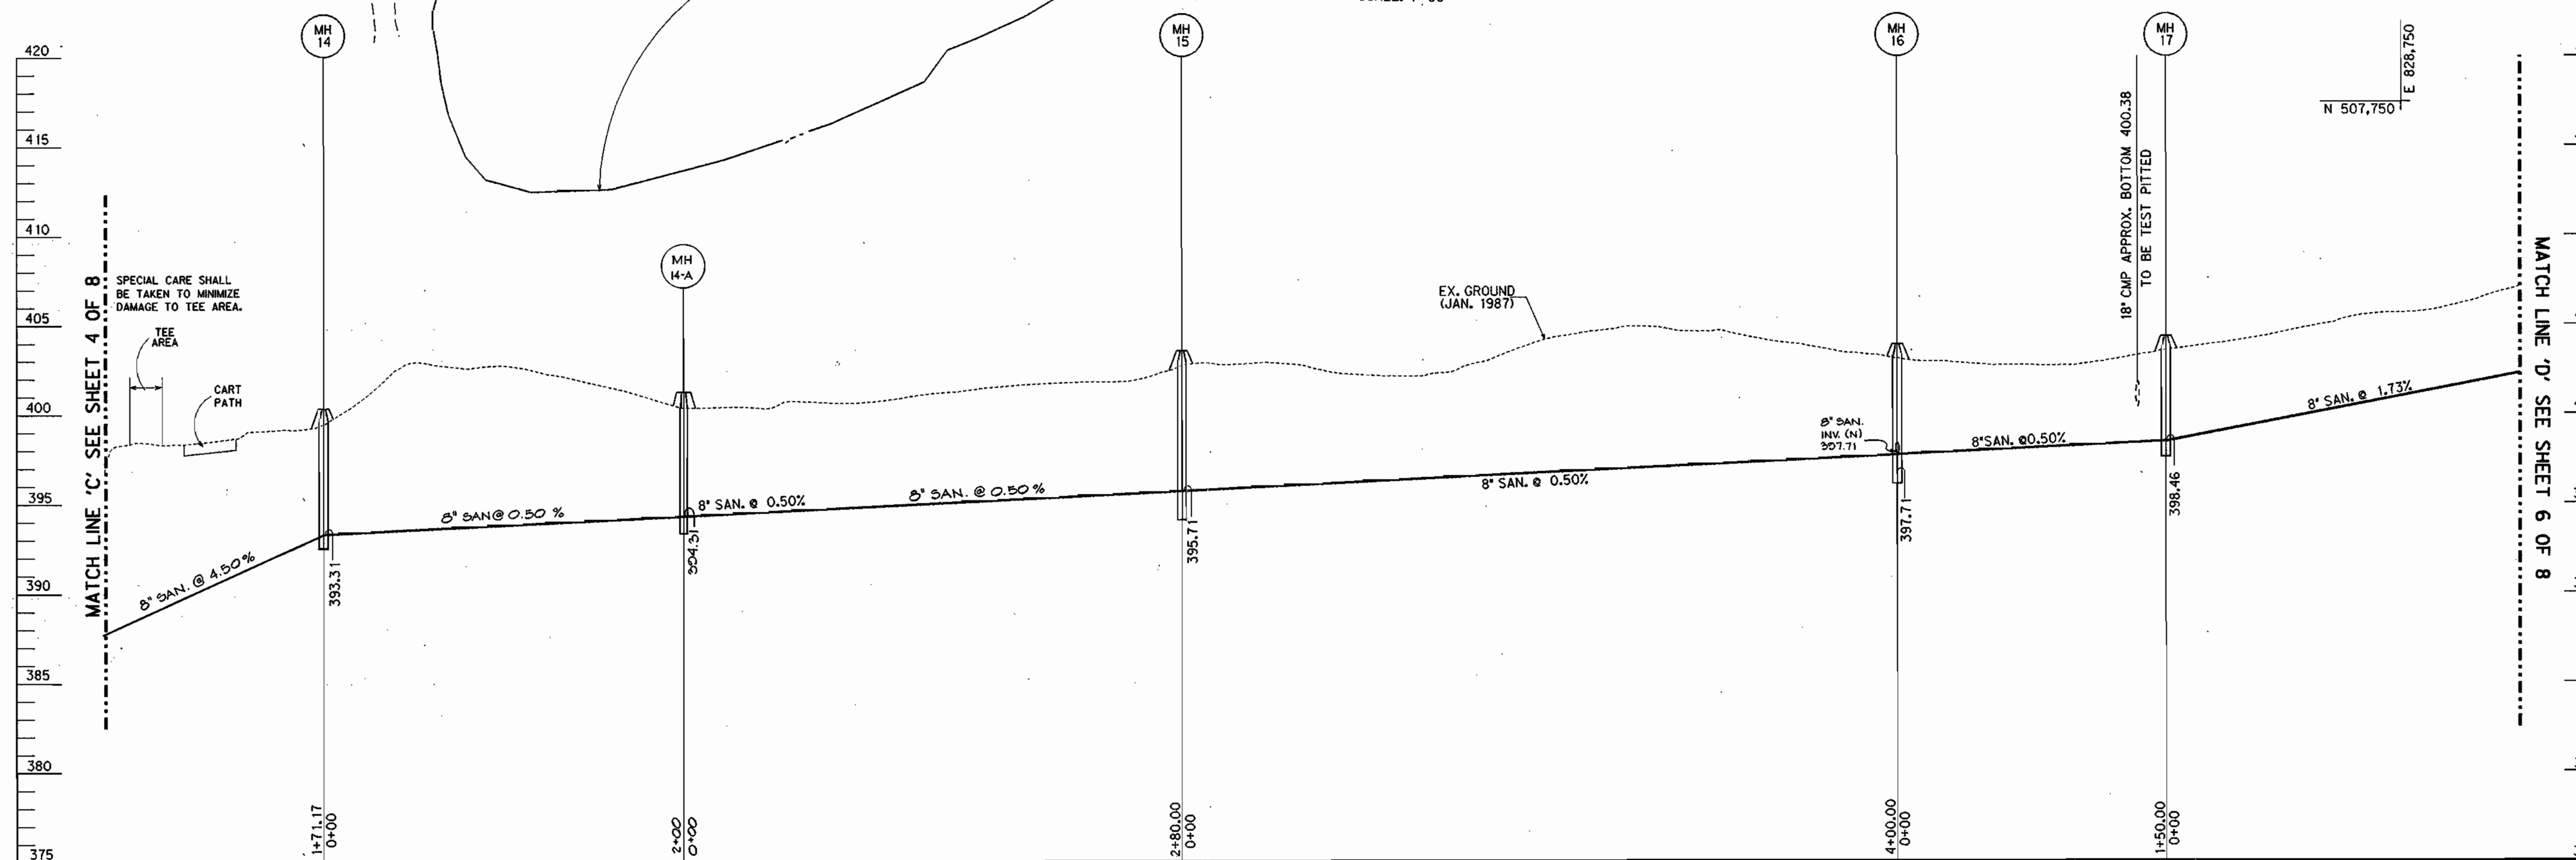 MH
14
MH
15
MH
16
MH
17
E 828,750
N 507,750
420
415
410
405
400
395
390
385
380
375
MATCH LINE 'C' SEE SHEET 4 OF 8
SPECIAL CARE SHALL
BE TAKEN TO MINIMIZE
DAMAGE TO TEE AREA.
TEE
AREA
CART
PATH
MH
14-A
EX. GROUND
(JAN. 1987)
18" CMP APPROX. BOTTOM 400.38
TO BE TEST PITTED
MATCH LINE 'D' SEE SHEET 6 OF 8
8" SAN. @ 4.50%
8" SAN @ 0.50 %
8" SAN. @ 0.50%
8" SAN. @ 0.50 %
8" SAN. @ 0.50%
8" SAN.
INV. (N)
397.71
8" SAN. @0.50%
8" SAN. @ 1.73%
393.31
394.31
395.71
397.71
398.46
1+71.17
0+00
2+00
0+00
2+80.00
0+00
4+00.00
0+00
1+50.00
0+00